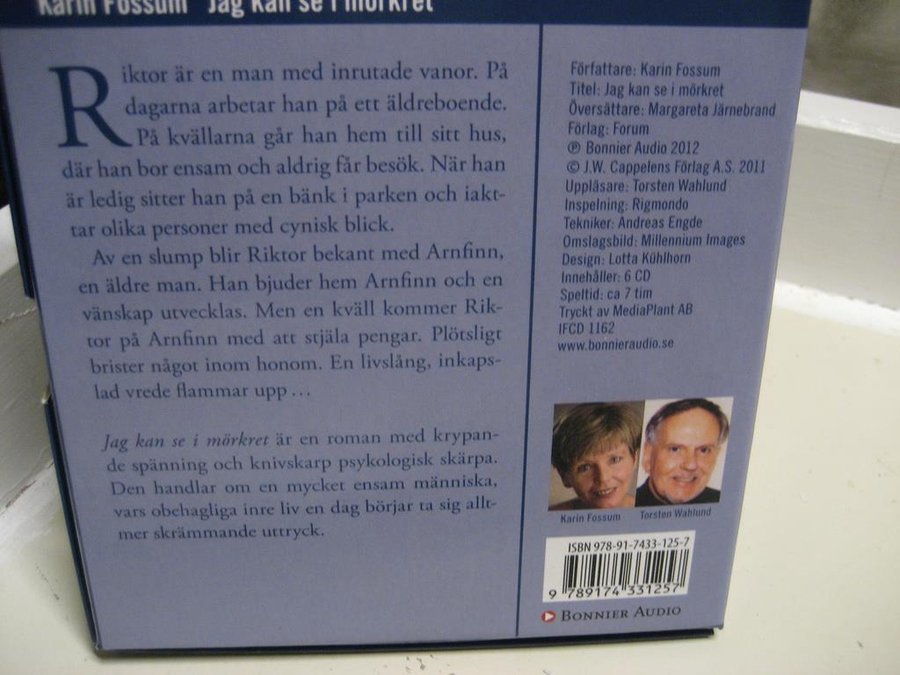 Karin Fossum Jag kan se i mörkret
Riktor är en man med inrutade vanor. På
dagarna arbetar han på ett äldreboende.
På kvällarna går han hem till sitt hus,
där han bor ensam och aldrig får besök. När han
är ledig sitter han på en bänk i parken och iakt-
tar olika personer med cynisk blick.
Av en slump blir Riktor bekant med Arnfinn,
en äldre man. Han bjuder hem Arnfinn och en
vänskap utvecklas. Men en kväll kommer Rik-
tor på Arnfinn med att stjäla pengar. Plötsligt
brister något inom honom. En livslång, inkaps-
lad vrede flammar upp ...
Jag kan se i mörkret är en roman med krypan-
de spänning och knivskarp psykologisk skärpa.
Den handlar om en mycket ensam människa,
vars obehagliga inre liv en dag börjar ta sig allt-
mer skrämmande uttryck.
Författare: Karin Fossum
Titel: Jag kan se i mörkret
Översättare: Margareta Järnebrand
Förlag: Forum
℗ Bonnier Audio 2012
© J.W. Cappelens Förlag A.S. 2011
Uppläsare: Torsten Wahlund
Inspelning: Rigmondo
Tekniker: Andreas Engde
Omslagsbild: Millennium Images
Design: Lotta Kühlhorn
Innehåller: 6 CD
Speltid: ca 7 tim
Tryckt av MediaPlant AB
IFCD 1162
www.bonnieraudio.se
Karin Fossum Torsten Wahlund
ISBN 978-91-7433-125-7
9 789174 331257
BONNIER AUDIO